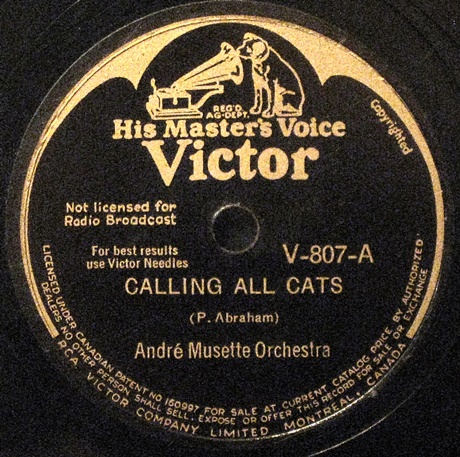 REG'D.
AG-DEPT.
Copyrighted
His Master's Voice
Victor
Not licensed for
Radio Broadcast
For best results
use Victor Needles
V-807-A
CALLING ALL CATS
(P. Abraham)
André Musette Orchestra
LICENSED UNDER CANADIAN PATENT NO 160997 FOR SALE AT CURRENT CATALOG PRICE BY AUTHORIZED
DEALERS. NO OTHER PERSON SHALL SELL, EXPOSE OR OFFER THIS RECORD FOR SALE OR EXCHANGE
RCA VICTOR COMPANY LIMITED MONTREAL, CANADA